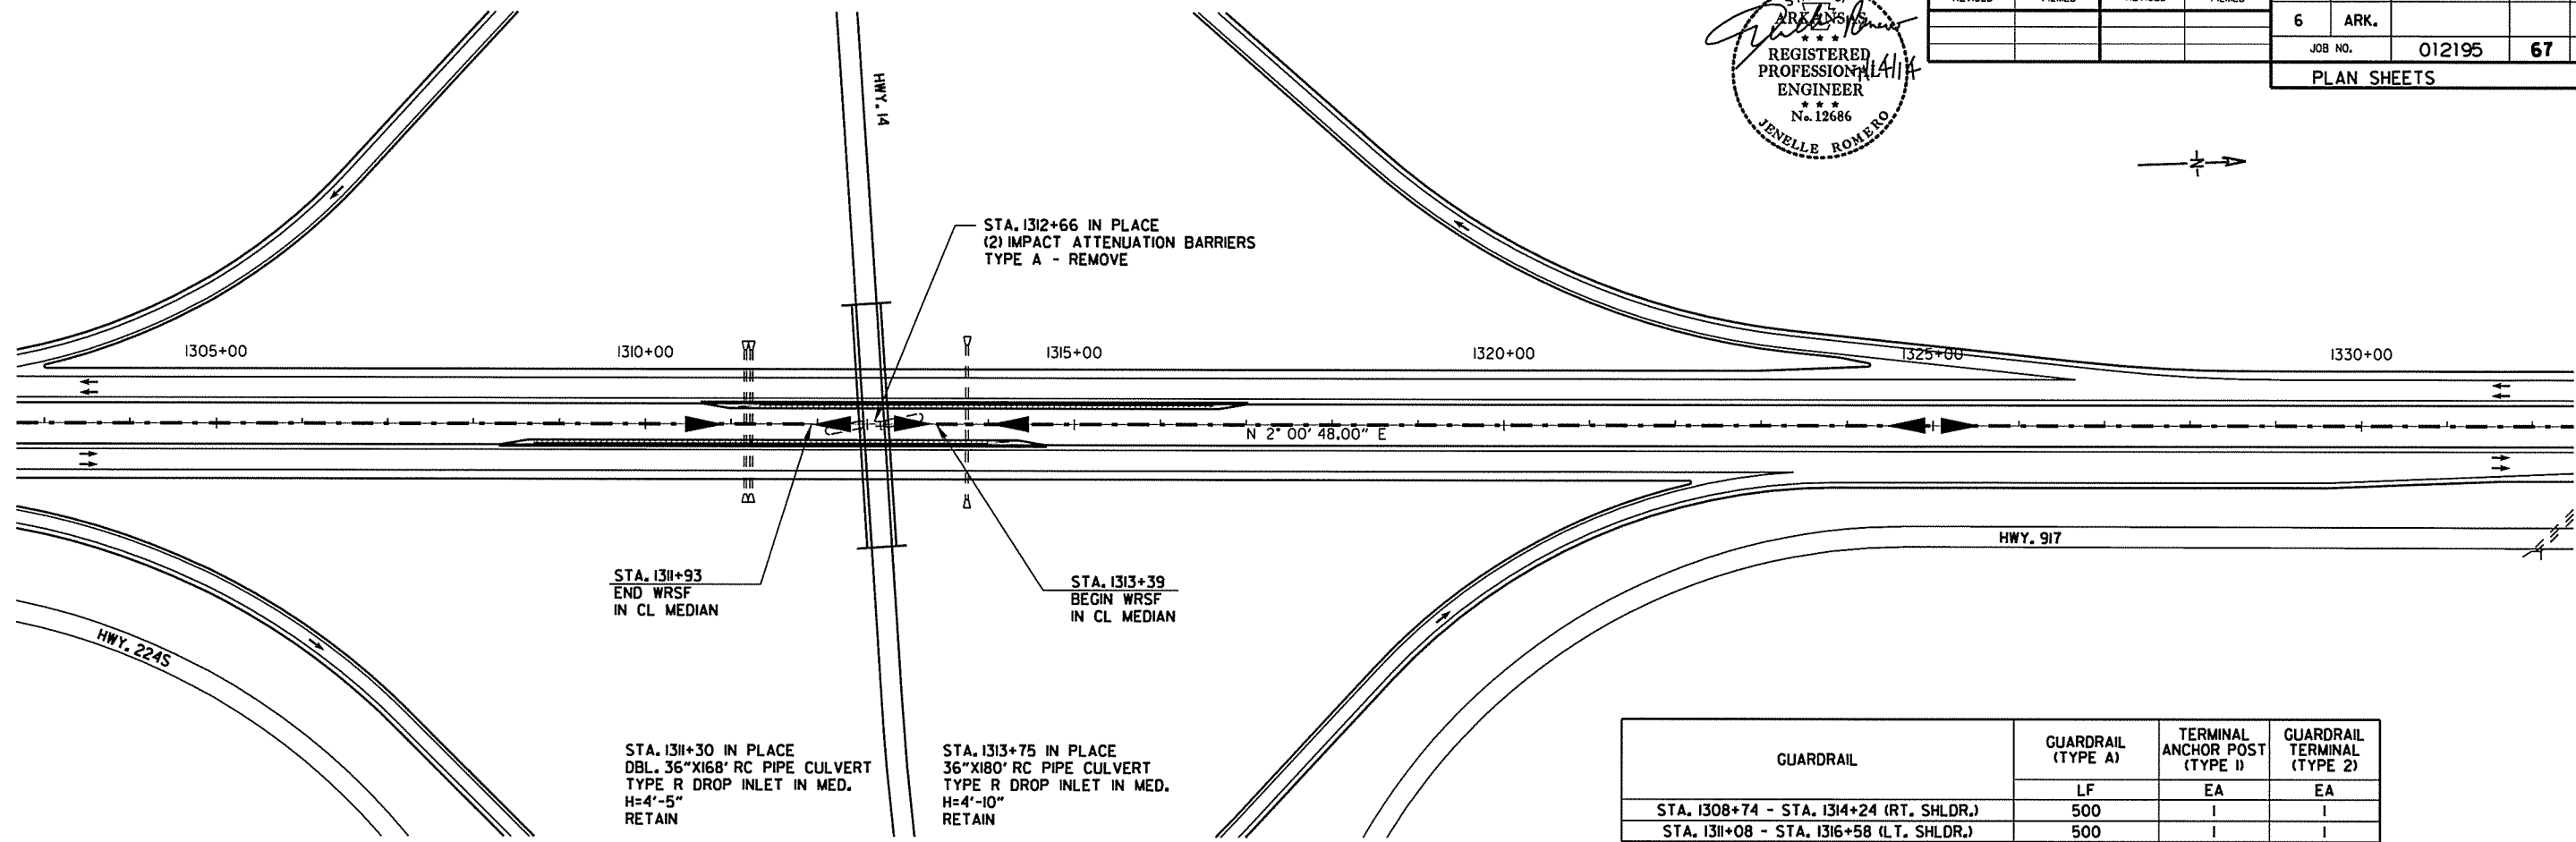 ARKANSAS
REGISTERED
PROFESSIONAL
ENGINEER
No. 12686
JENELLE ROMERO
6 ARK.
JOB NO. 012195 67
PLAN SHEETS
HWY. 14
N
STA. 1312+66 IN PLACE
(2) IMPACT ATTENUATION BARRIERS
TYPE A - REMOVE
1305+00
1310+00
1315+00
1320+00
1325+00
1330+00
N 2° 00' 48.00" E
HWY. 917
STA. 1311+93
END WRSF
IN CL MEDIAN
STA. 1313+39
BEGIN WRSF
IN CL MEDIAN
HWY. 224S
STA. 1311+30 IN PLACE
DBL. 36"X168' RC PIPE CULVERT
TYPE R DROP INLET IN MED.
H=4'-5"
RETAIN
STA. 1313+75 IN PLACE
36"X180' RC PIPE CULVERT
TYPE R DROP INLET IN MED.
H=4'-10"
RETAIN
GUARDRAIL
GUARDRAIL
(TYPE A)
TERMINAL
ANCHOR POST
(TYPE 1)
GUARDRAIL
TERMINAL
(TYPE 2)
LF EA EA
STA. 1308+74 - STA. 1314+24 (RT. SHLDR.) 500 1 1
STA. 1311+08 - STA. 1316+58 (LT. SHLDR.) 500 1 1